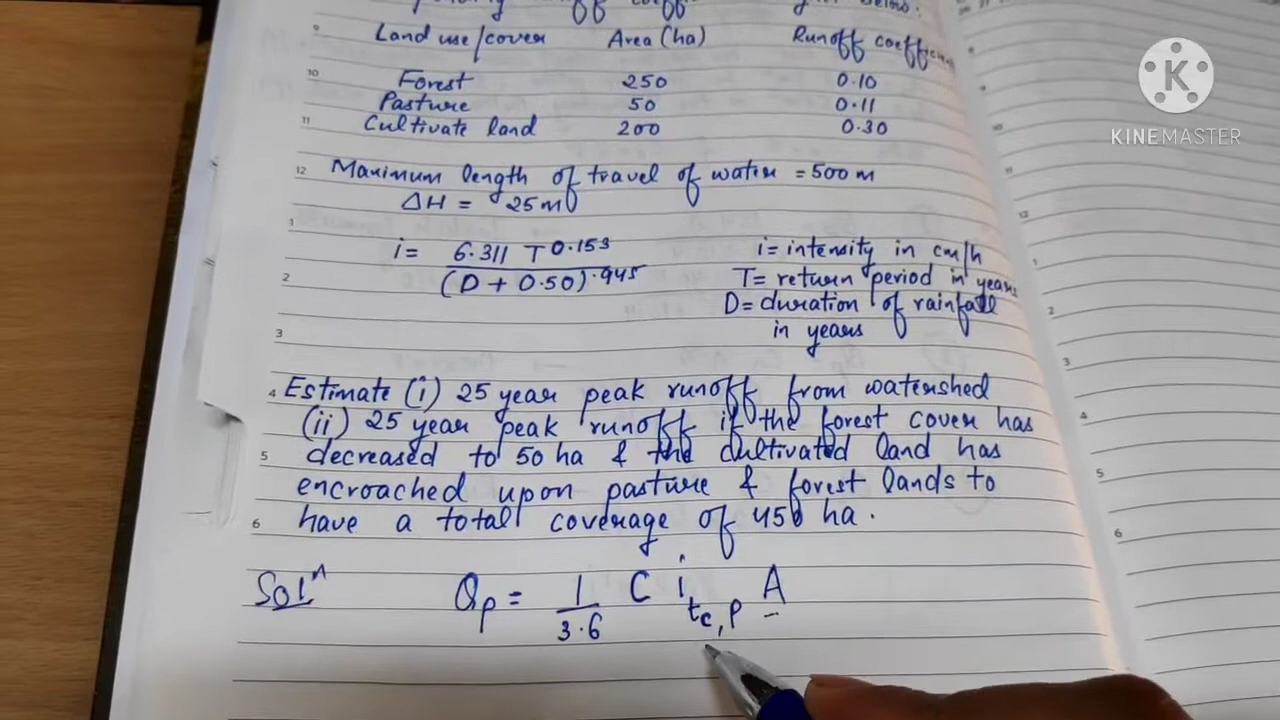 Land use/cover Area (ha) Runoff coefficient
Forest 250 0.10
Pasture 50 0.11
Cultivate land 200 0.30
Maximum length of travel of water = 500 m
ΔH = 25m
i = 6.311 T^0.153 / (D + 0.50)^.945
i = intensity in cm/h
T = return period in years
D = duration of rainfall
in years
Estimate (i) 25 year peak runoff from watershed
(ii) 25 year peak runoff if the forest cover has
decreased to 50 ha & the cultivated land has
encroached upon pasture & forest lands to
have a total coverage of 450 ha.
Solⁿ Qp = 1/3.6 C i tc,p A
KINEMASTER